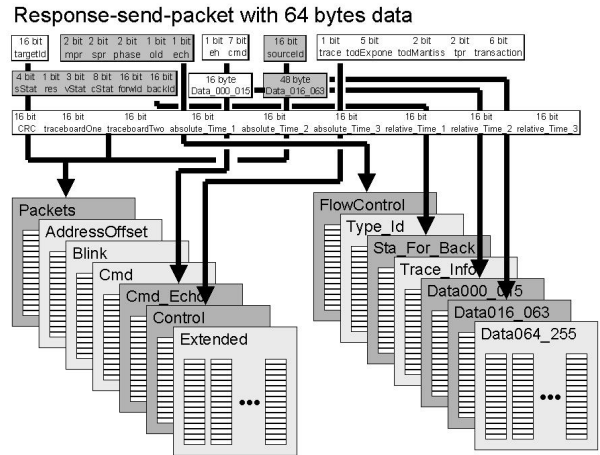 Response-send-packet with 64 bytes data
16 bit 2 bit 2 bit 2 bit 1 bit 1 bit 1 bit 7 bit 16 bit 1 bit 5 bit 10 bit 2 bit 6 bit
targetId mpr spr phase old ech eh cmd sourceId trace todExpone todMantiss tpr transaction
4 bit 1 bit 3 bit 8 bit 16 bit 16 bit 16 byte 48 byte
sStat res vStat cStat forwId backId Data_000_015 Data_016_063
16 bit 16 bit 16 bit 16 bit 16 bit 16 bit 16 bit 16 bit 16 bit
CRC traceboardOne traceboardTwo absolute_Time_1 absolute_Time_2 absolute_Time_3 relative_Time_1 relative_Time_2 relative_Time_3
Packets
AddressOffset
Blink
Cmd
Cmd_Echo
Control
Extended
•••
FlowControl
Type_Id
Sta_For_Back
Trace_Info
Data000_015
Data016_063
Data064_255
•••